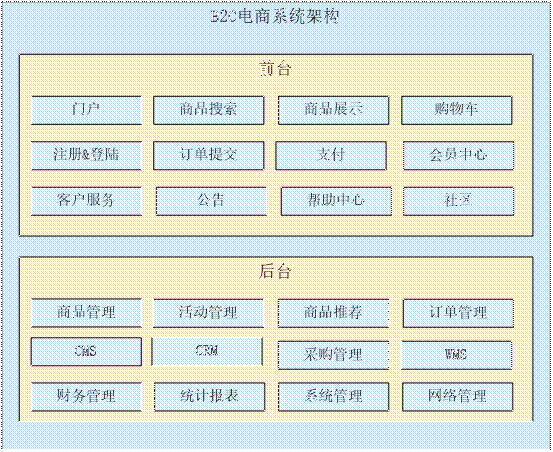 B2C电商系统架构
前台
门户 商品搜索 商品展示 购物车
注册&登陆 订单提交 支付 会员中心
客户服务 公告 帮助中心 社区
后台
商品管理 活动管理 商品推荐 订单管理
CMS CRM 采购管理 WMS
财务管理 统计报表 系统管理 网络管理